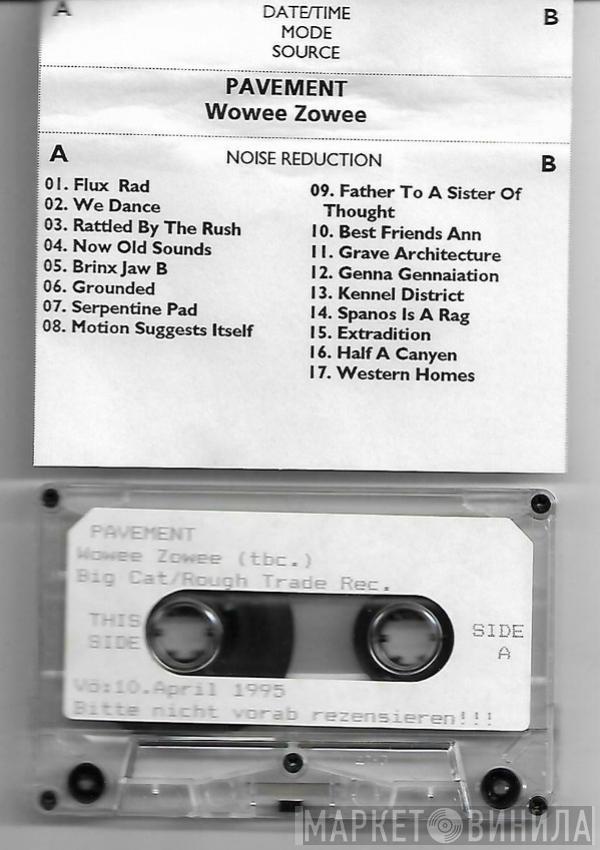 A
DATE/TIME
B
MODE
SOURCE
PAVEMENT
Wowee Zowee
A
NOISE REDUCTION
B
01. Flux Rad
02. We Dance
03. Rattled By The Rush
04. Now Old Sounds
05. Brinx Jaw B
06. Grounded
07. Serpentine Pad
08. Motion Suggests Itself
09. Father To A Sister Of
Thought
10. Best Friends Ann
11. Grave Architecture
12. Genna Gennaiation
13. Kennel District
14. Spanos Is A Rag
15. Extradition
16. Half A Canyen
17. Western Homes
PAVEMENT
Wowee Zowee (tbc.)
Big Cat/Rough Trade Rec.
THIS
SIDE
SIDE
A
Vö:10.April 1995
Bitte nicht vorab rezensieren!!!
МАРКЕТ ВИНИЛА